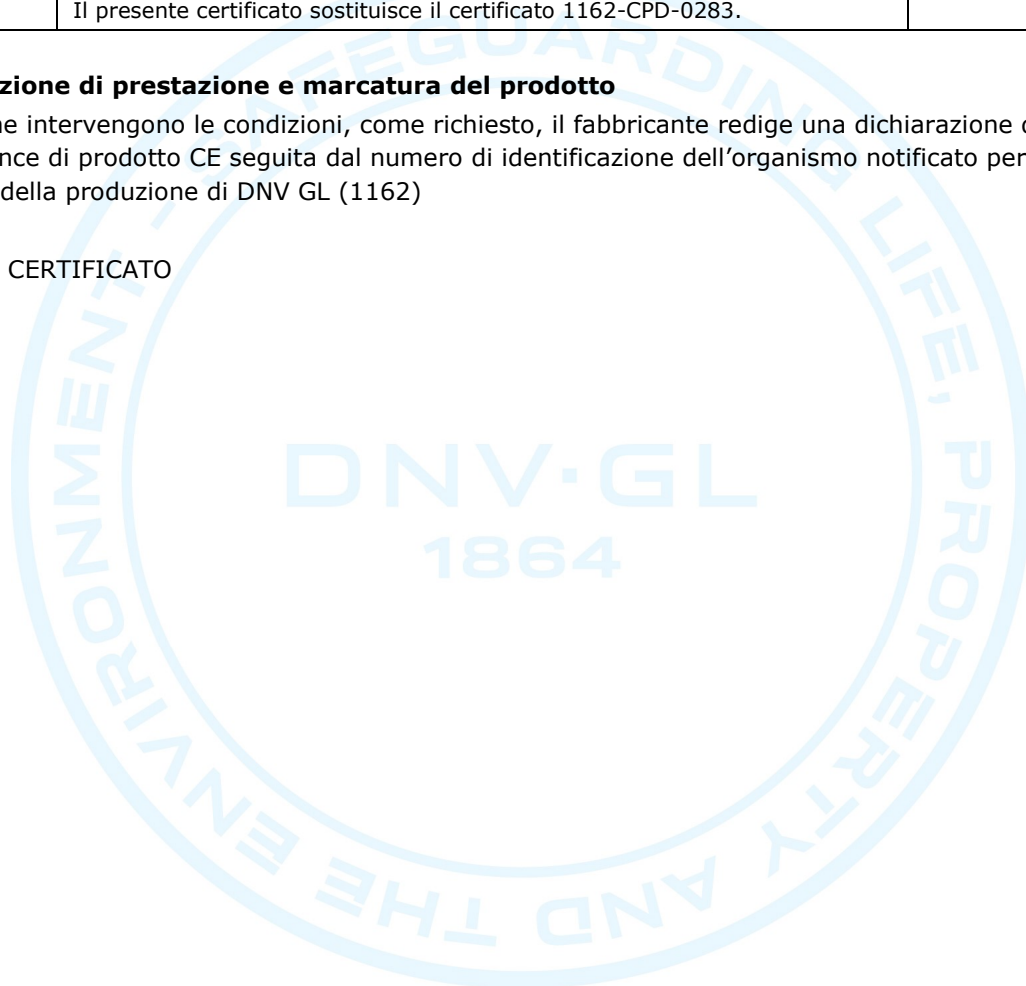 Il presente certificato sostituisce il certificato 1162-CPD-0283.
zione di prestazione e marcatura del prodotto
ne intervengono le condizioni, come richiesto, il fabbricante redige una dichiarazione
nce di prodotto CE seguita dal numero di identificazione dell'organismo notificato per
della produzione di DNV GL (1162)
CERTIFICATO
SAFEGUARDING LIFE, PROPERTY AND THE ENVIRONMENT
DNV·GL
1864